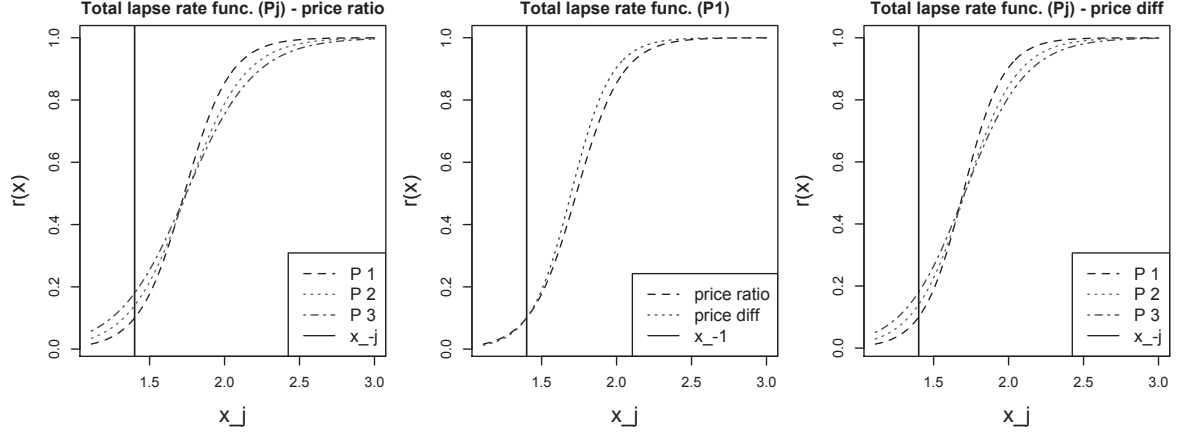 Total lapse rate func. (Pj) - price ratio
r(x)
1.0
0.8
0.6
0.4
0.2
0.0
P 1
P 2
P 3
x_-j
1.5
2.0
2.5
3.0
x_j
Total lapse rate func. (P1)
r(x)
1.0
0.8
0.6
0.4
0.2
0.0
price ratio
price diff
x_-1
1.5
2.0
2.5
3.0
x_j
Total lapse rate func. (Pj) - price diff
r(x)
1.0
0.8
0.6
0.4
0.2
0.0
P 1
P 2
P 3
x_-j
1.5
2.0
2.5
3.0
x_j